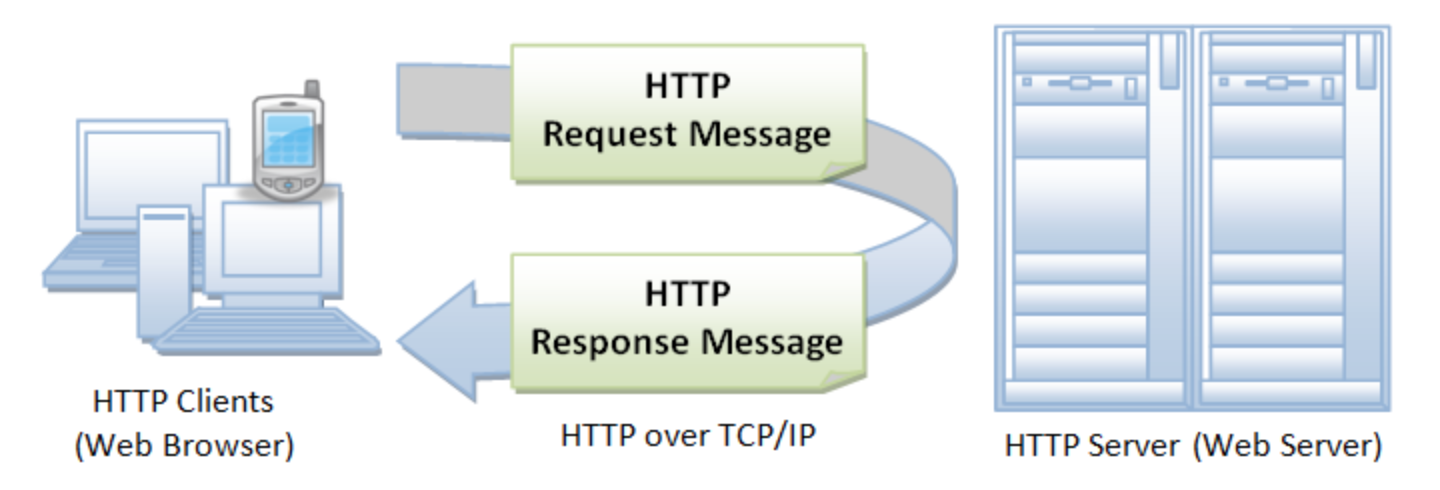 HTTP
Request Message
HTTP
Response Message
HTTP Clients
(Web Browser)
HTTP over TCP/IP
HTTP Server (Web Server)